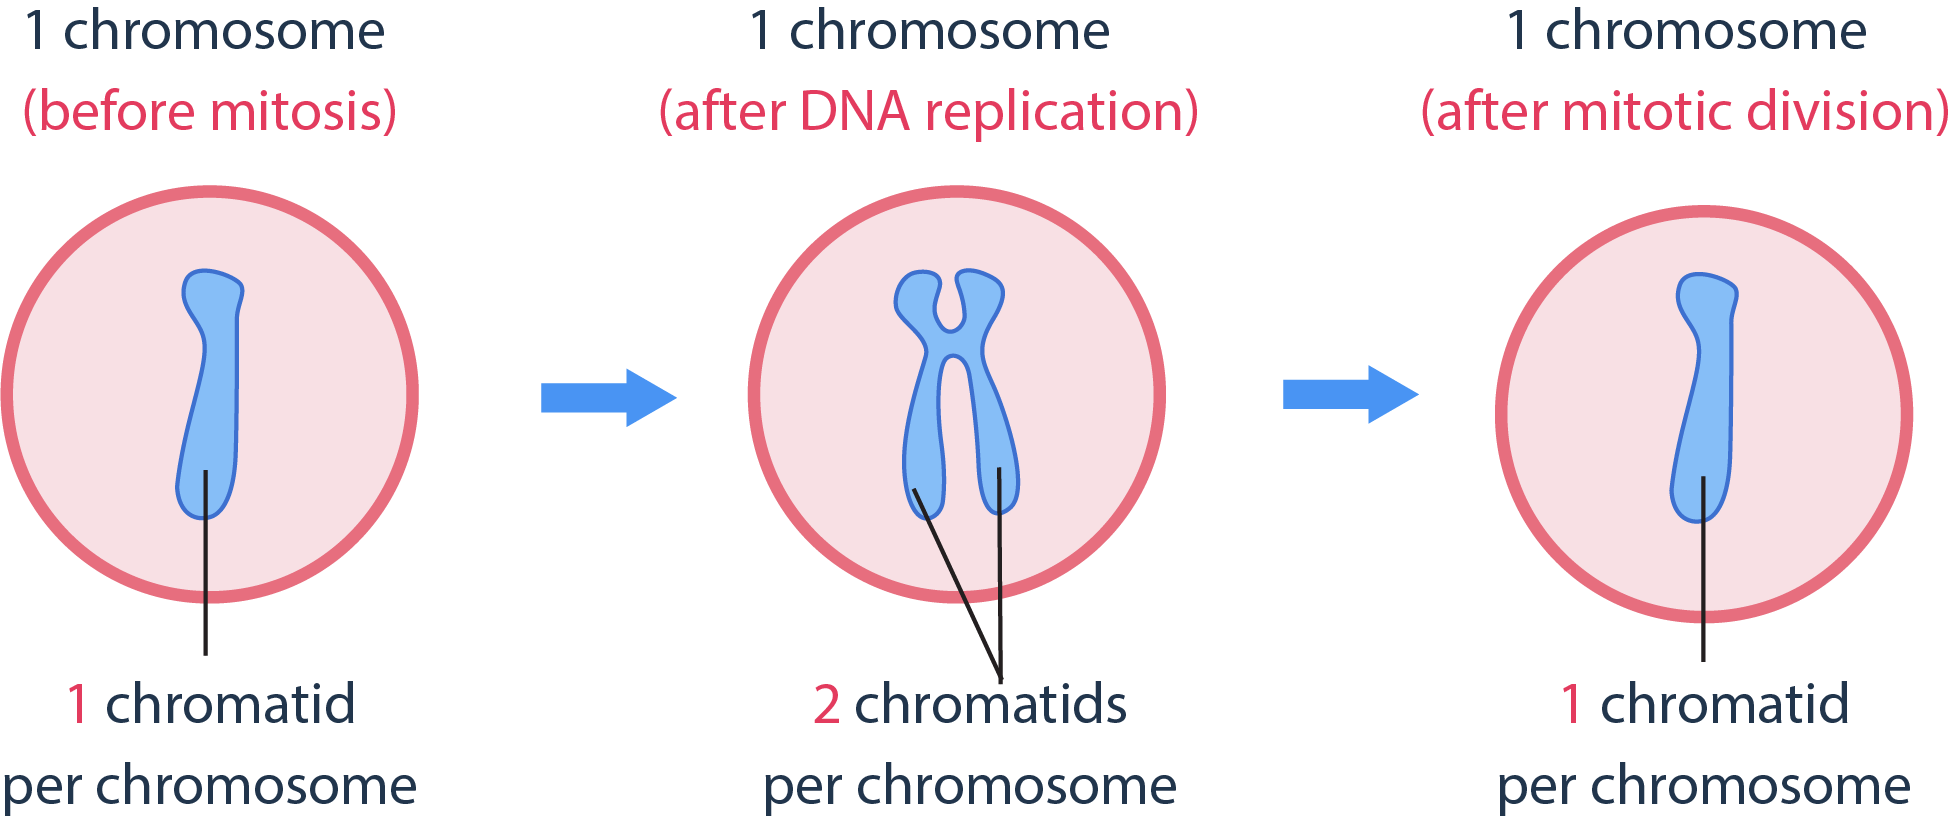 1 chromosome
(before mitosis)
1 chromatid
per chromosome
1 chromosome
(after DNA replication)
2 chromatids
per chromosome
1 chromosome
(after mitotic division)
1 chromatid
per chromosome